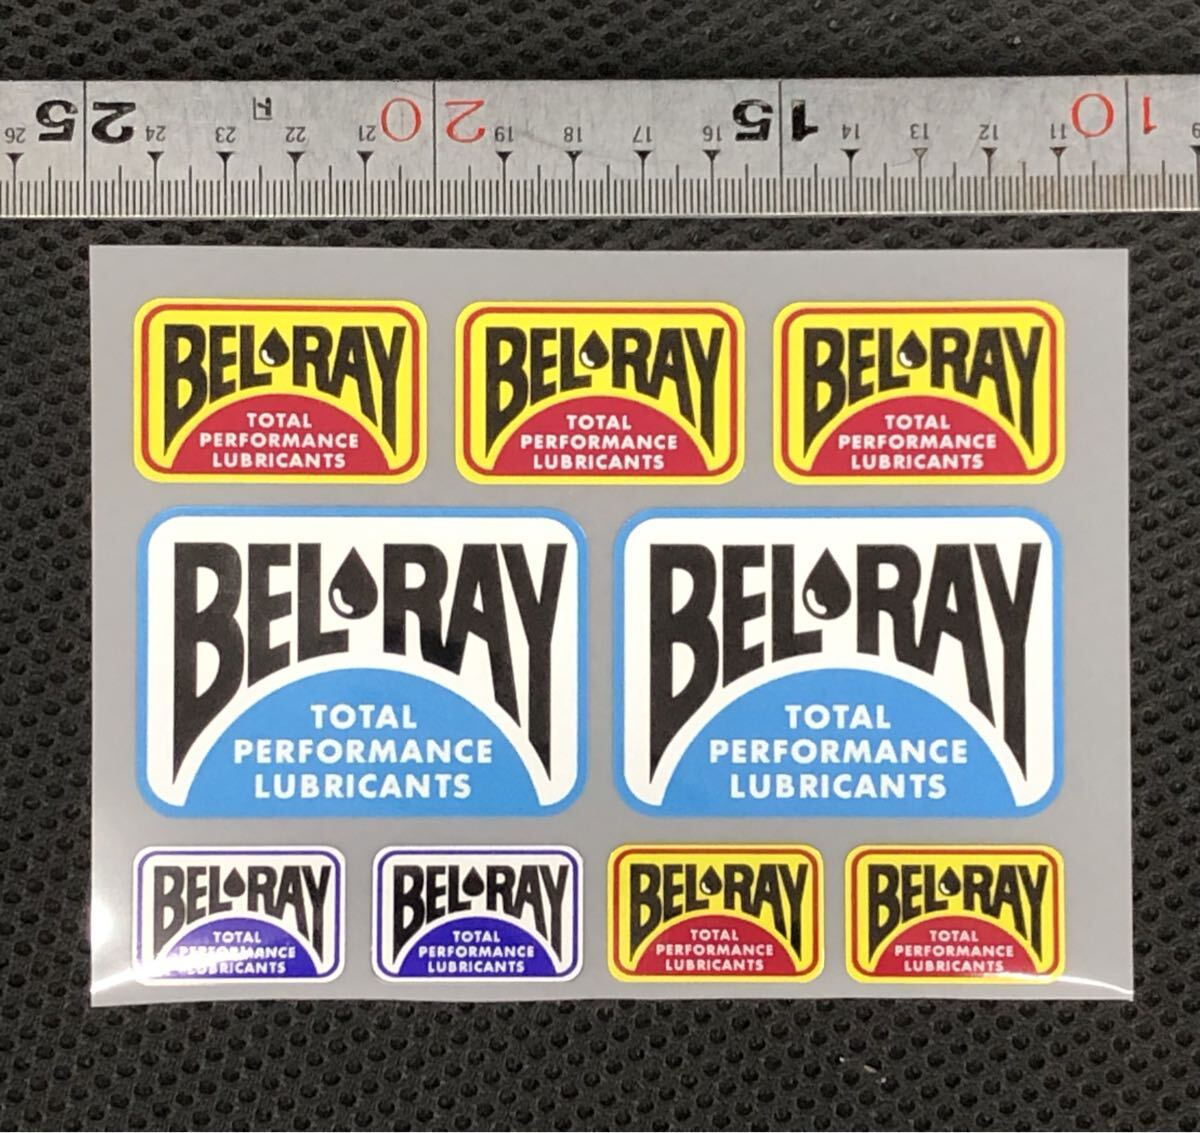 26 25 24 23 22 21 20 19 18 17 16 15 14 13 12 11 10 9
BEL RAY
TOTAL
PERFORMANCE
LUBRICANTS
BEL RAY
TOTAL
PERFORMANCE
LUBRICANTS
BEL RAY
TOTAL
PERFORMANCE
LUBRICANTS
BEL RAY
TOTAL
PERFORMANCE
LUBRICANTS
BEL RAY
TOTAL
PERFORMANCE
LUBRICANTS
BEL RAY
TOTAL
PERFORMANCE
LUBRICANTS
BEL RAY
TOTAL
PERFORMANCE
LUBRICANTS
BEL RAY
TOTAL
PERFORMANCE
LUBRICANTS
BEL RAY
TOTAL
PERFORMANCE
LUBRICANTS